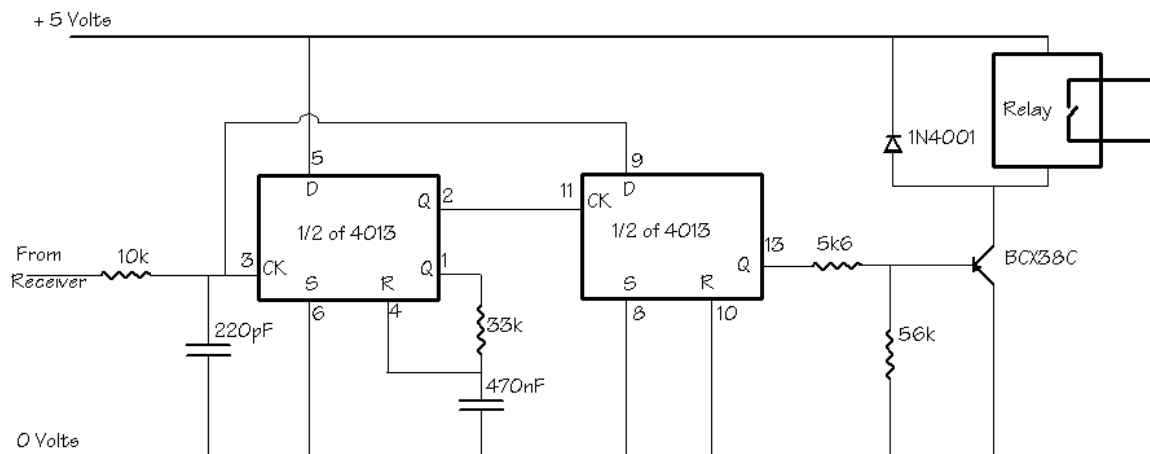 + 5 Volts
Relay
1N4001
5
9
D
Q
2
11
CK
D
1/2 of 4013
1/2 of 4013
13
5k6
BCX38C
From
Receiver
10k
3
CK
Q
1
Q
S
R
S
R
6
4
8
10
33k
220pF
56k
470nF
0 Volts